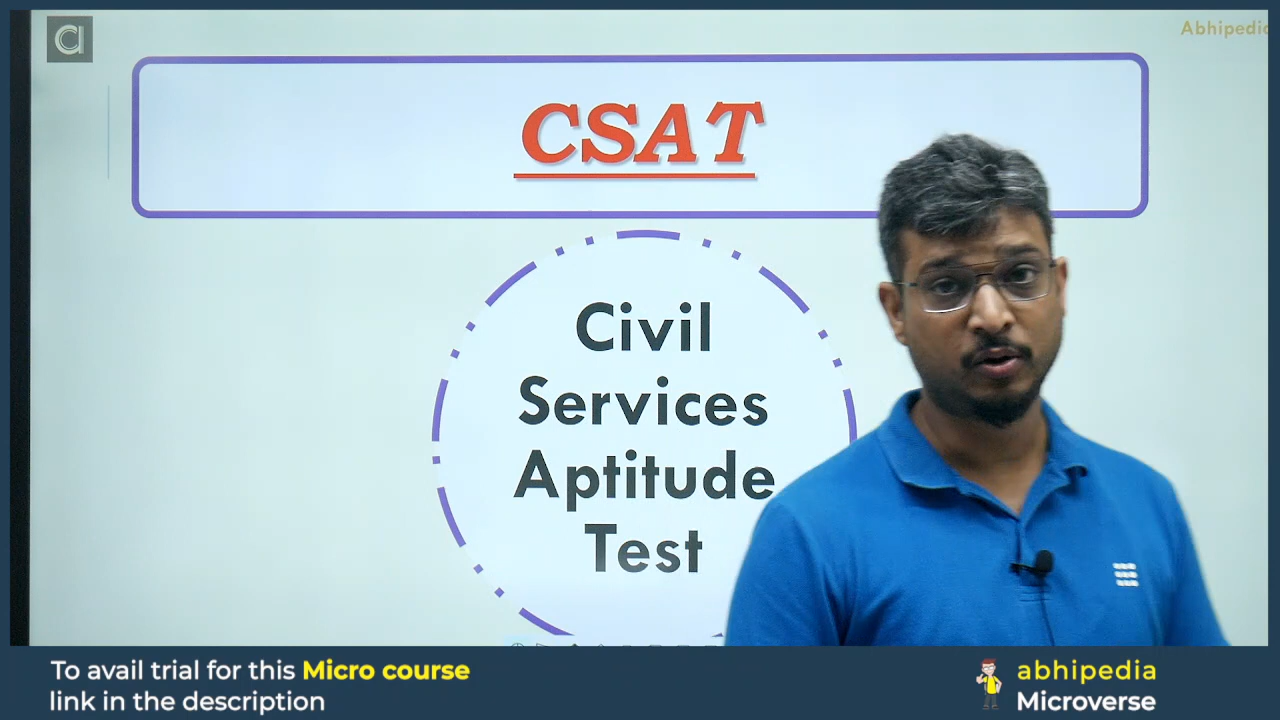 Abhipedia
CSAT
Civil
Services
Aptitude
Test
To avail trial for this Micro course
link in the description
abhipedia
Microverse